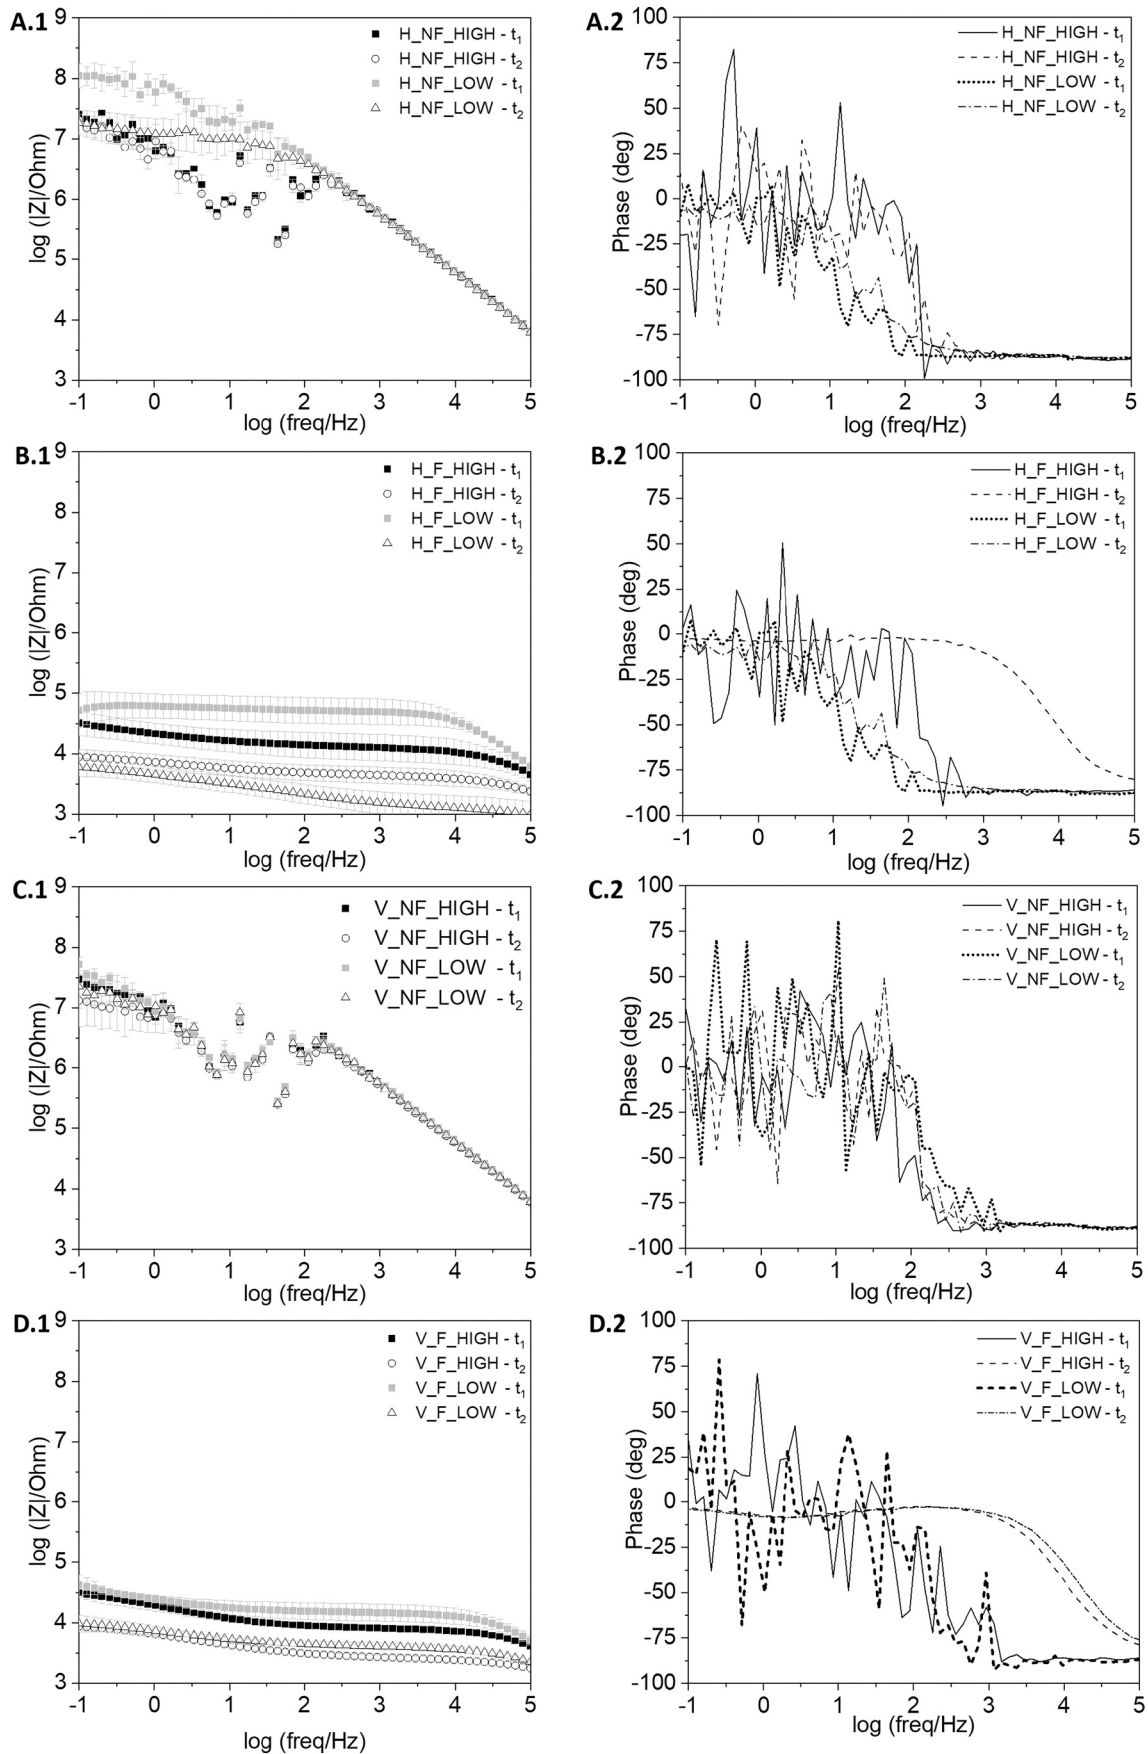 A.1
9
8
7
6
5
4
3
log (|Z|/Ohm)
H_NF_HIGH - t₁
H_NF_HIGH - t₂
H_NF_LOW - t₁
H_NF_LOW - t₂
-1 0 1 2 3 4 5
log (freq/Hz)
A.2
100
75
50
25
0
-25
-50
-75
-100
Phase (deg)
H_NF_HIGH - t₁
H_NF_HIGH - t₂
H_NF_LOW - t₁
H_NF_LOW - t₂
-1 0 1 2 3 4 5
log (freq/Hz)
B.1
9
8
7
6
5
4
3
log (|Z|/Ohm)
H_F_HIGH - t₁
H_F_HIGH - t₂
H_F_LOW - t₁
H_F_LOW - t₂
-1 0 1 2 3 4 5
log (freq/Hz)
B.2
100
75
50
25
0
-25
-50
-75
-100
Phase (deg)
H_F_HIGH - t₁
H_F_HIGH - t₂
H_F_LOW - t₁
H_F_LOW - t₂
-1 0 1 2 3 4 5
log (freq/Hz)
C.1
9
8
7
6
5
4
3
log (|Z|/Ohm)
V_NF_HIGH - t₁
V_NF_HIGH - t₂
V_NF_LOW - t₁
V_NF_LOW - t₂
-1 0 1 2 3 4 5
log (freq/Hz)
C.2
100
75
50
25
0
-25
-50
-75
-100
Phase (deg)
V_NF_HIGH - t₁
V_NF_HIGH - t₂
V_NF_LOW - t₁
V_NF_LOW - t₂
-1 0 1 2 3 4 5
log (freq/Hz)
D.1
9
8
7
6
5
4
3
log (|Z|/Ohm)
V_F_HIGH - t₁
V_F_HIGH - t₂
V_F_LOW - t₁
V_F_LOW - t₂
-1 0 1 2 3 4 5
log (freq/Hz)
D.2
100
75
50
25
0
-25
-50
-75
-100
Phase (deg)
V_F_HIGH - t₁
V_F_HIGH - t₂
V_F_LOW - t₁
V_F_LOW - t₂
-1 0 1 2 3 4 5
log (freq/Hz)